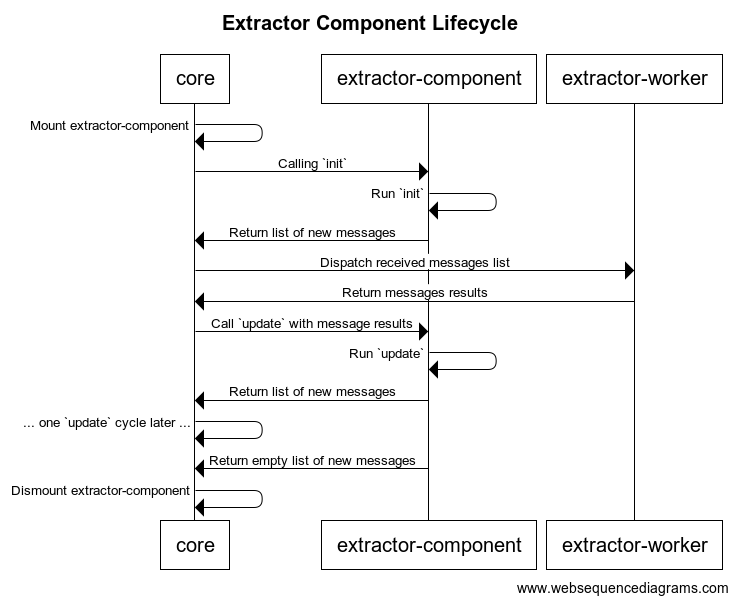 Extractor Component Lifecycle
core
extractor-component
extractor-worker
Mount extractor-component
Calling `init`
Run `init`
Return list of new messages
Dispatch received messages list
Return messages results
Call `update` with message results
Run `update`
Return list of new messages
... one `update` cycle later ...
Return empty list of new messages
Dismount extractor-component
core
extractor-component
extractor-worker
www.websequencediagrams.com